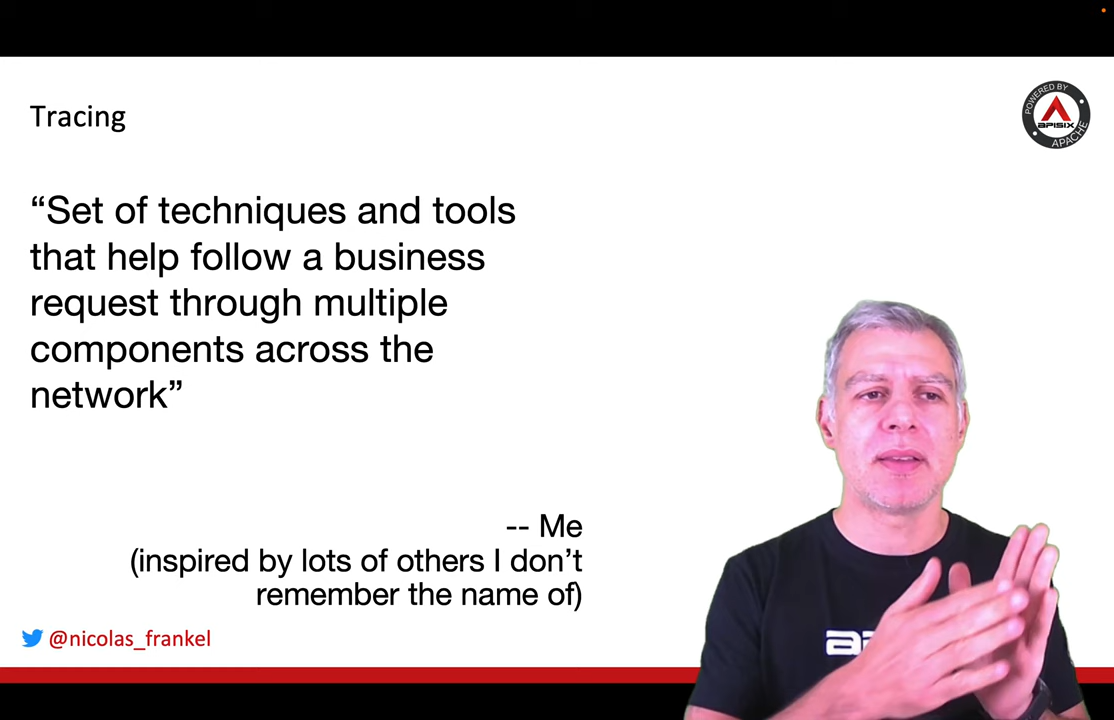 Tracing
POWERED BY
APISIX
APACHE
“Set of techniques and tools
that help follow a business
request through multiple
components across the
network”
-- Me
(inspired by lots of others I don’t
remember the name of)
@nicolas_frankel